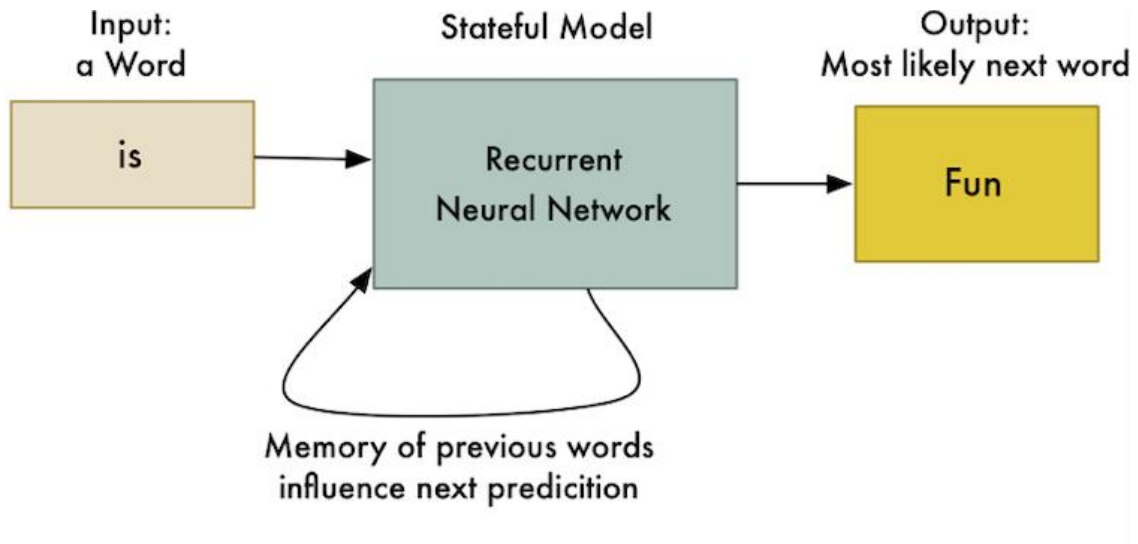 Input:
a Word
is
Stateful Model
Recurrent
Neural Network
Output:
Most likely next word
Fun
Memory of previous words
influence next predicition